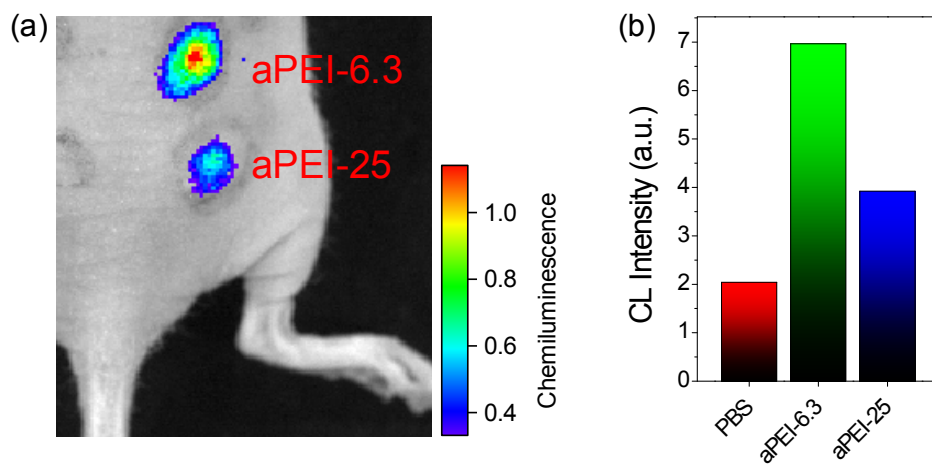 (a)
aPEI-6.3
aPEI-25
1.0
0.8
0.6
0.4
Chemiluminescence
(b)
CL Intensity (a.u.)
7
6
5
4
3
2
1
0
PBS
aPEI-6.3
aPEI-25